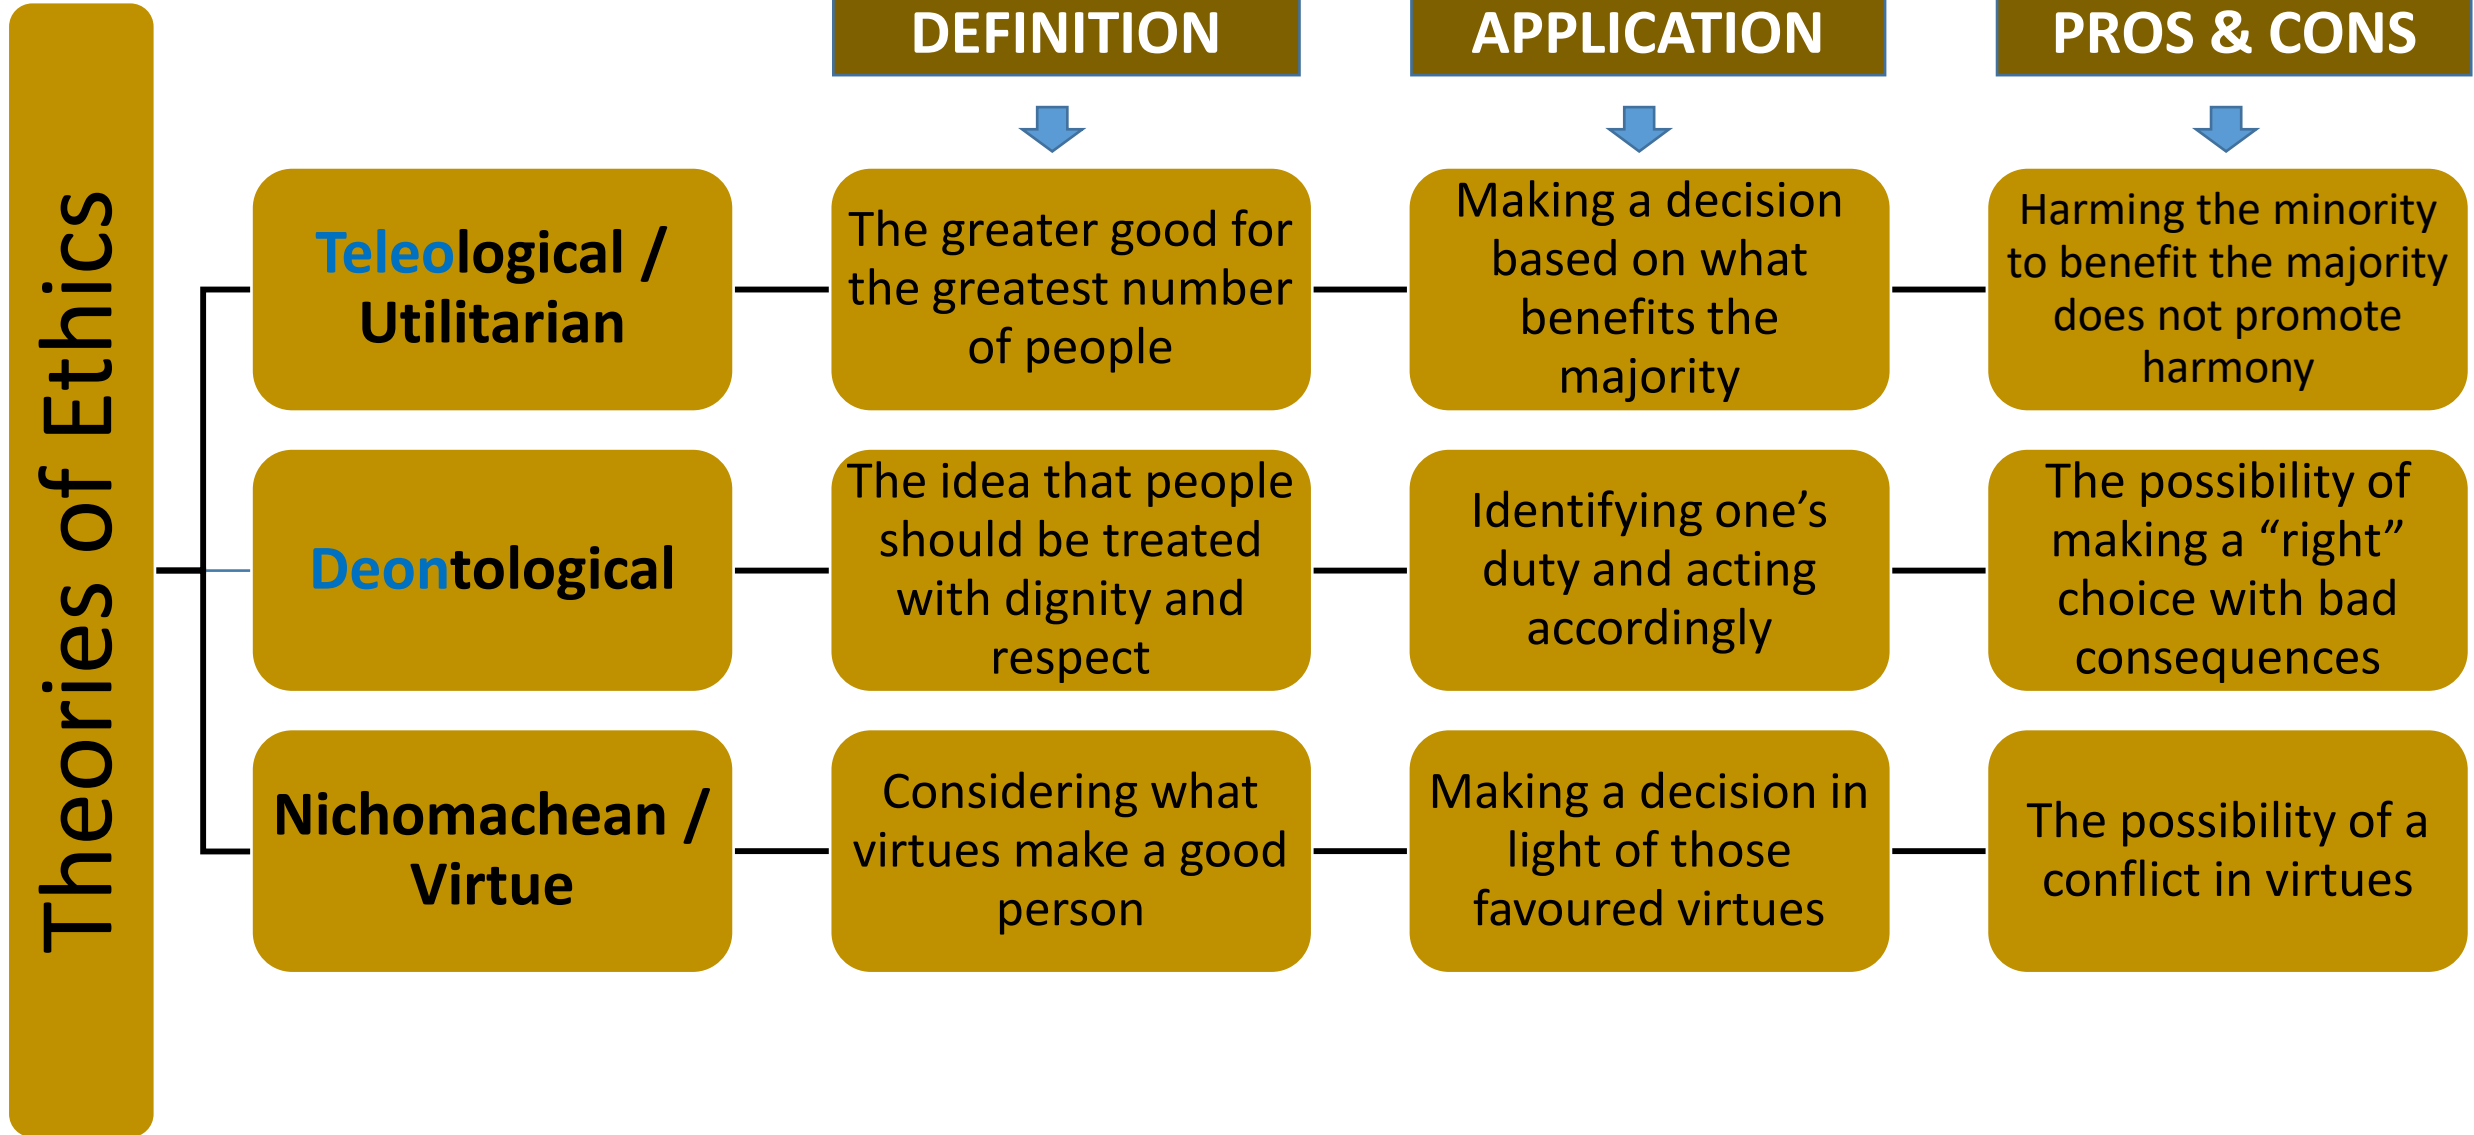 Theories of Ethics
DEFINITION
APPLICATION
PROS & CONS
Teleological /
Utilitarian
The greater good for
the greatest number
of people
Making a decision
based on what
benefits the
majority
Harming the minority
to benefit the majority
does not promote
harmony
Deontological
The idea that people
should be treated
with dignity and
respect
Identifying one’s
duty and acting
accordingly
The possibility of
making a “right”
choice with bad
consequences
Nichomachean /
Virtue
Considering what
virtues make a good
person
Making a decision in
light of those
favoured virtues
The possibility of a
conflict in virtues